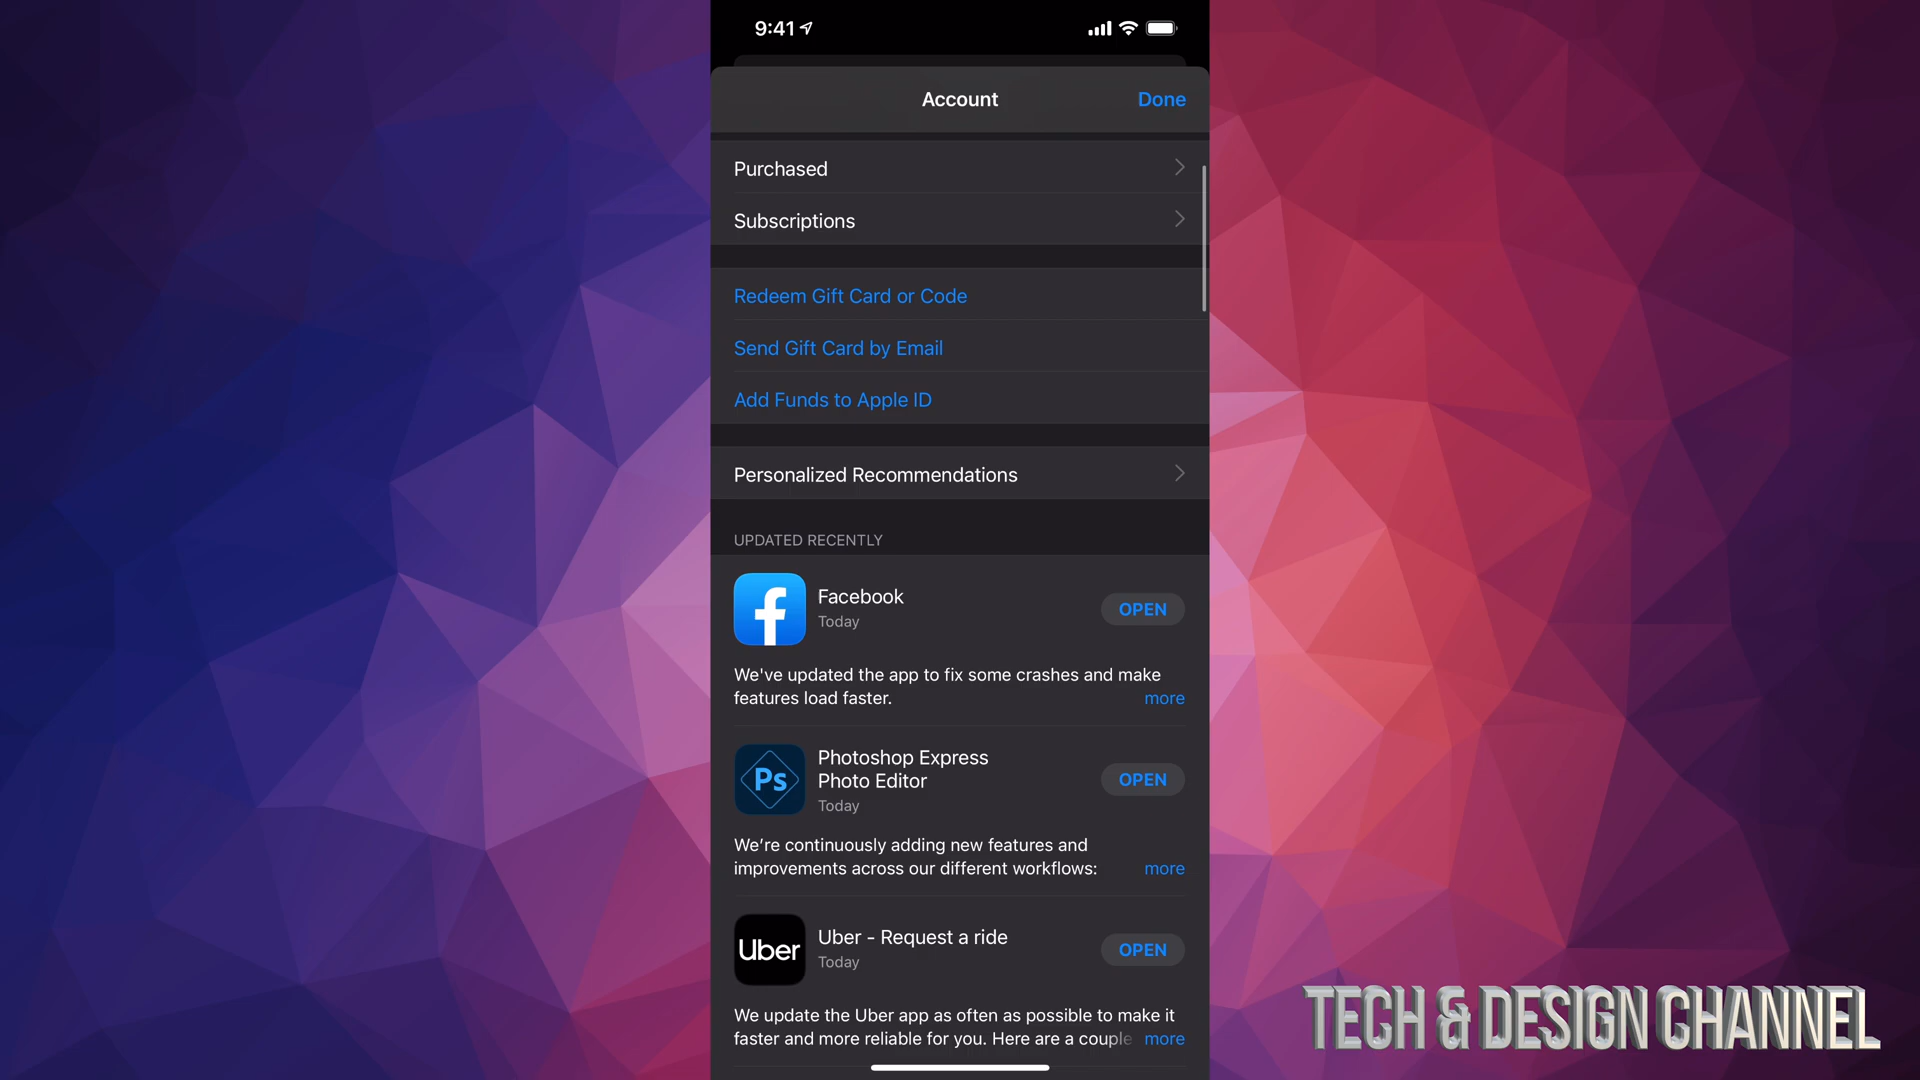 9:41
Account
Done
Purchased
Subscriptions
Redeem Gift Card or Code
Send Gift Card by Email
Add Funds to Apple ID
Personalized Recommendations
UPDATED RECENTLY
Facebook
Today
OPEN
We've updated the app to fix some crashes and make
features load faster.
more
Ps
Photoshop Express
Photo Editor
Today
OPEN
We’re continuously adding new features and
improvements across our different workflows:
more
Uber
Uber - Request a ride
Today
OPEN
We update the Uber app as often as possible to make it
faster and more reliable for you. Here are a couple
more
TECH & DESIGN CHANNEL